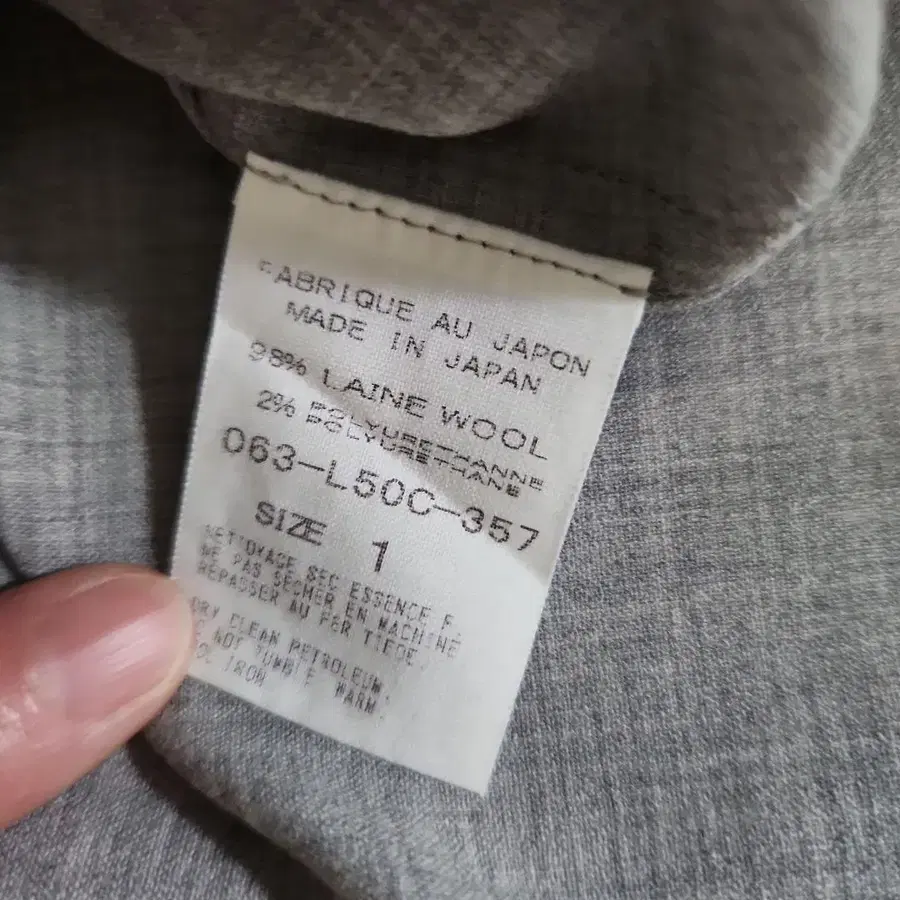 FABRIQUE AU JAPON
MADE IN JAPAN
98% LAINE WOOL
2% POLYURETHANNE
POLYURETHANE
063-L50C-357
SIZE 1
NETTOYAGE SEC ESSENCE F.
NE PAS SECHER EN MACHINE
REPASSER AU FER TIEDE
DRY CLEAN PETROLEUM.
NOT TUMBLE WARM.
IRON